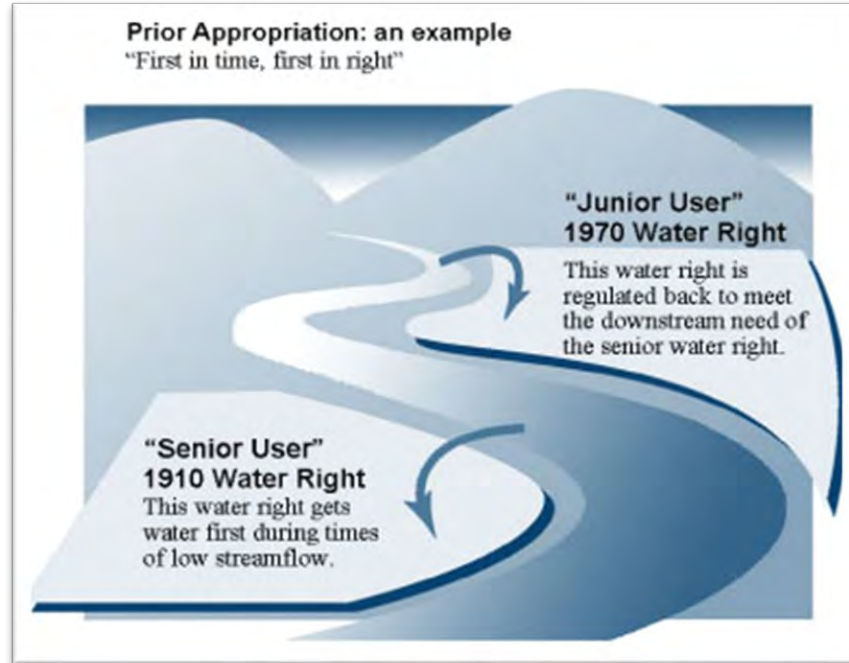 Prior Appropriation: an example
“First in time, first in right”
“Junior User”
1970 Water Right
This water right is
regulated back to meet
the downstream need of
the senior water right.
“Senior User”
1910 Water Right
This water right gets
water first during times
of low streamflow.